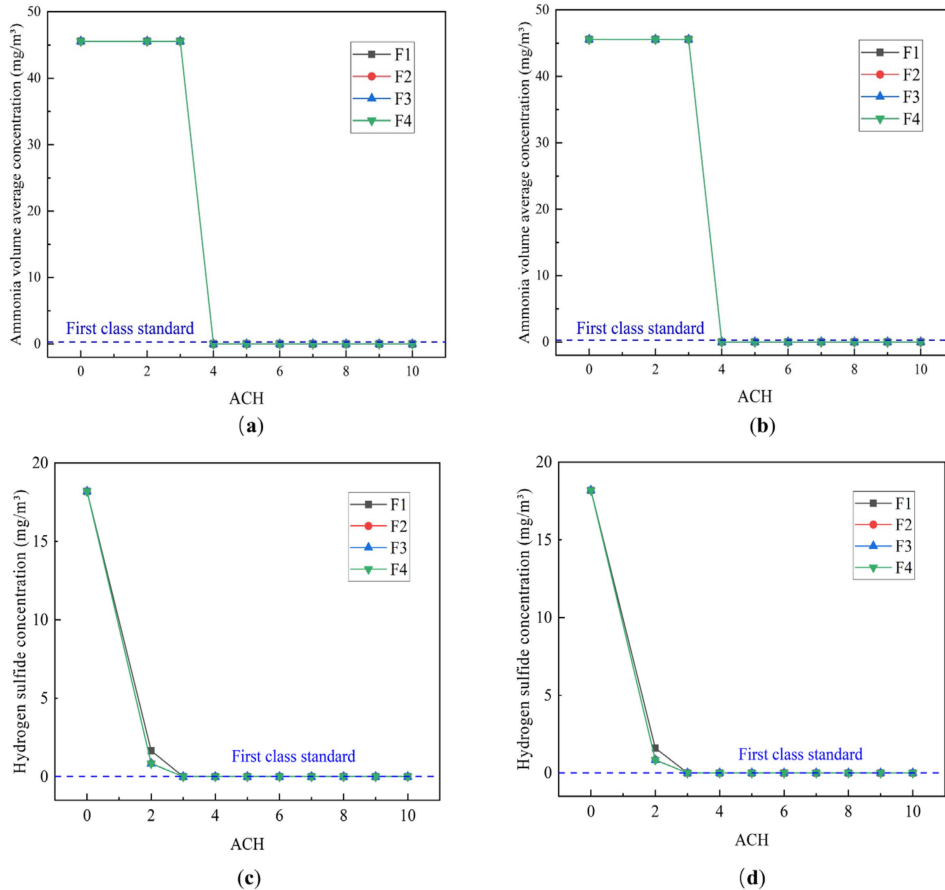 50
40
30
20
10
0
Ammonia volume average concentration (mg/m³)
F1
F2
F3
F4
First class standard
0 2 4 6 8 10
ACH
(a)
50
40
30
20
10
0
Ammonia volume average concentration (mg/m³)
F1
F2
F3
F4
First class standard
0 2 4 6 8 10
ACH
(b)
20
15
10
5
0
Hydrogen sulfide concentration (mg/m³)
F1
F2
F3
F4
First class standard
0 2 4 6 8 10
ACH
(c)
20
15
10
5
0
Hydrogen sulfide concentration (mg/m³)
F1
F2
F3
F4
First class standard
0 2 4 6 8 10
ACH
(d)